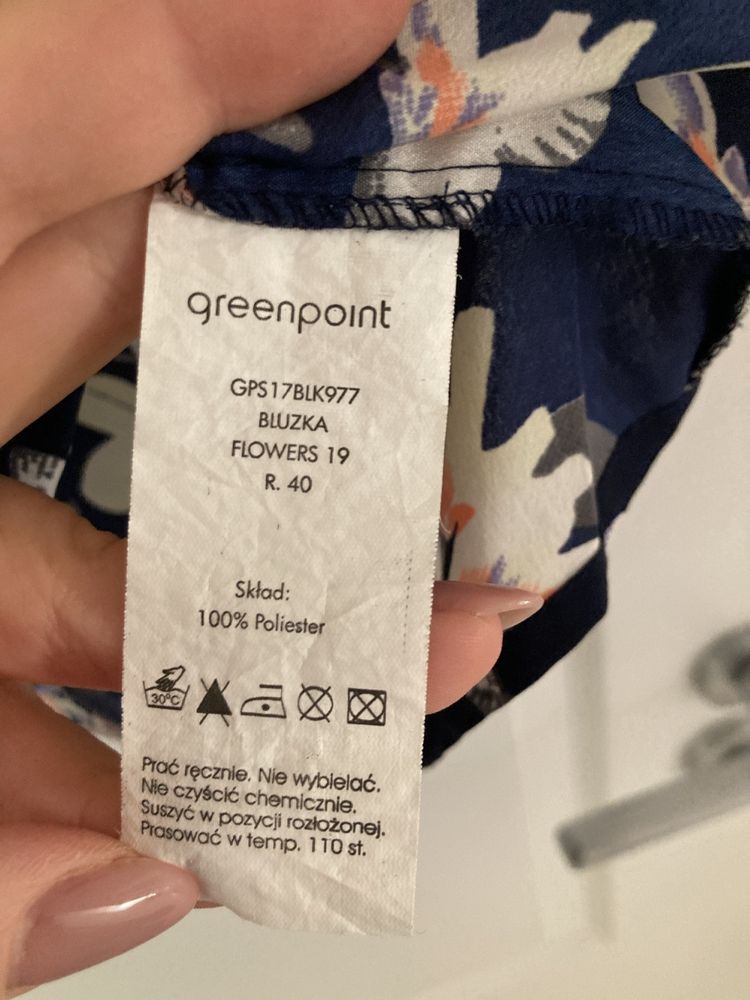 greenpoint
GPS17BLK977
BLUZKA
FLOWERS 19
R. 40
Skład:
100% Poliester
30°C
Prać ręcznie. Nie wybielać.
Nie czyścić chemicznie.
Suszyć w pozycji rozłożonej.
Prasować w temp. 110 st.